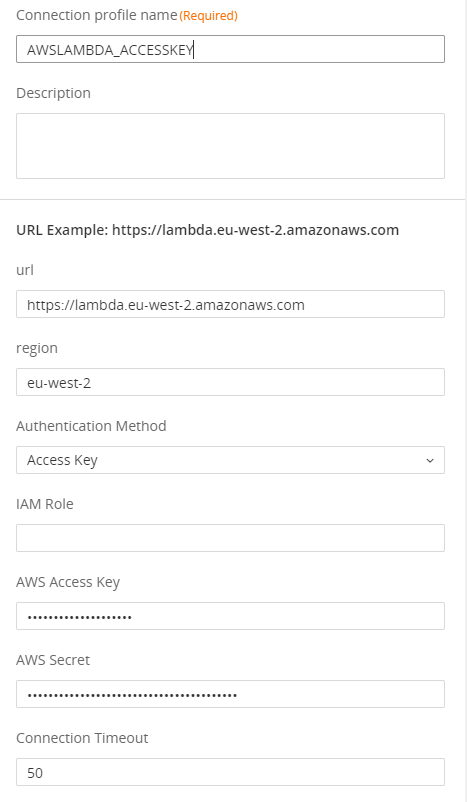 Connection profile name (Required)
AWSLAMBDA_ACCESSKEY
Description
URL Example: https://lambda.eu-west-2.amazonaws.com
url
https://lambda.eu-west-2.amazonaws.com
region
eu-west-2
Authentication Method
Access Key
IAM Role
AWS Access Key
••••••••••••••••••••
AWS Secret
••••••••••••••••••••••••••••••••••••••••
Connection Timeout
50